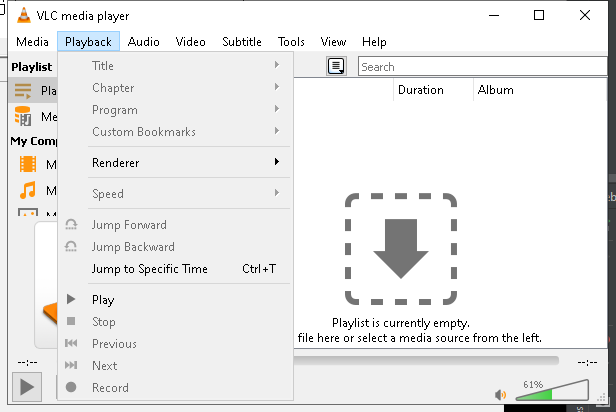 VLC media player
Media Playback Audio Video Subtitle Tools View Help
Playlist
Search
Pla
Me
My Comp
M
M
M
Title
Chapter
Program
Custom Bookmarks
Renderer
Speed
Jump Forward
Jump Backward
Jump to Specific Time Ctrl+T
Play
Stop
Previous
Next
Record
Duration Album
Playlist is currently empty.
file here or select a media source from the left.
--:-- --:--
61%